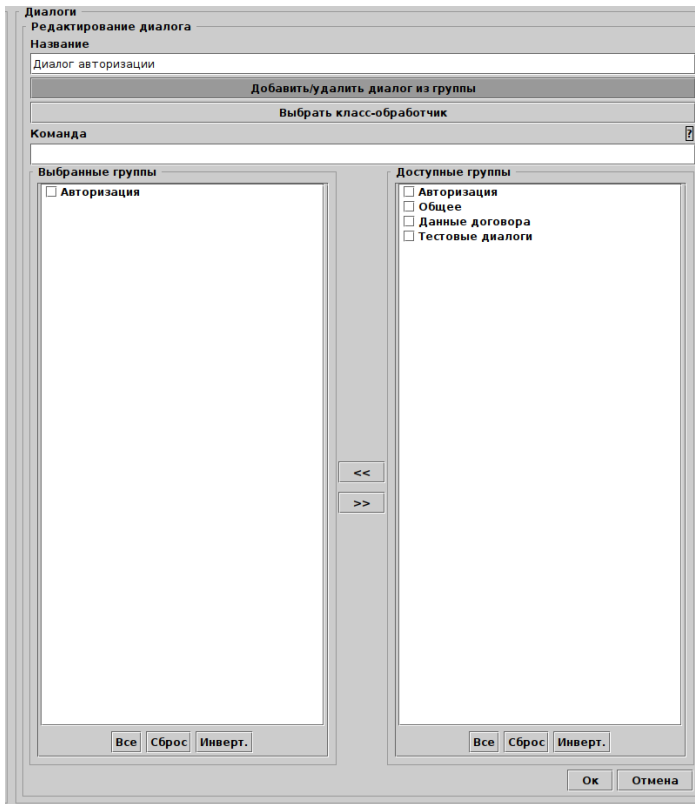 Диалоги
Редактирование диалога
Название
Диалог авторизации
Добавить/удалить диалог из группы
Выбрать класс-обработчик
Команда ?
Выбранные группы
Авторизация
<<
>>
Все Сброс Инверт.
Доступные группы
Авторизация
Общее
Данные договора
Тестовые диалоги
Все Сброс Инверт.
Ок Отмена